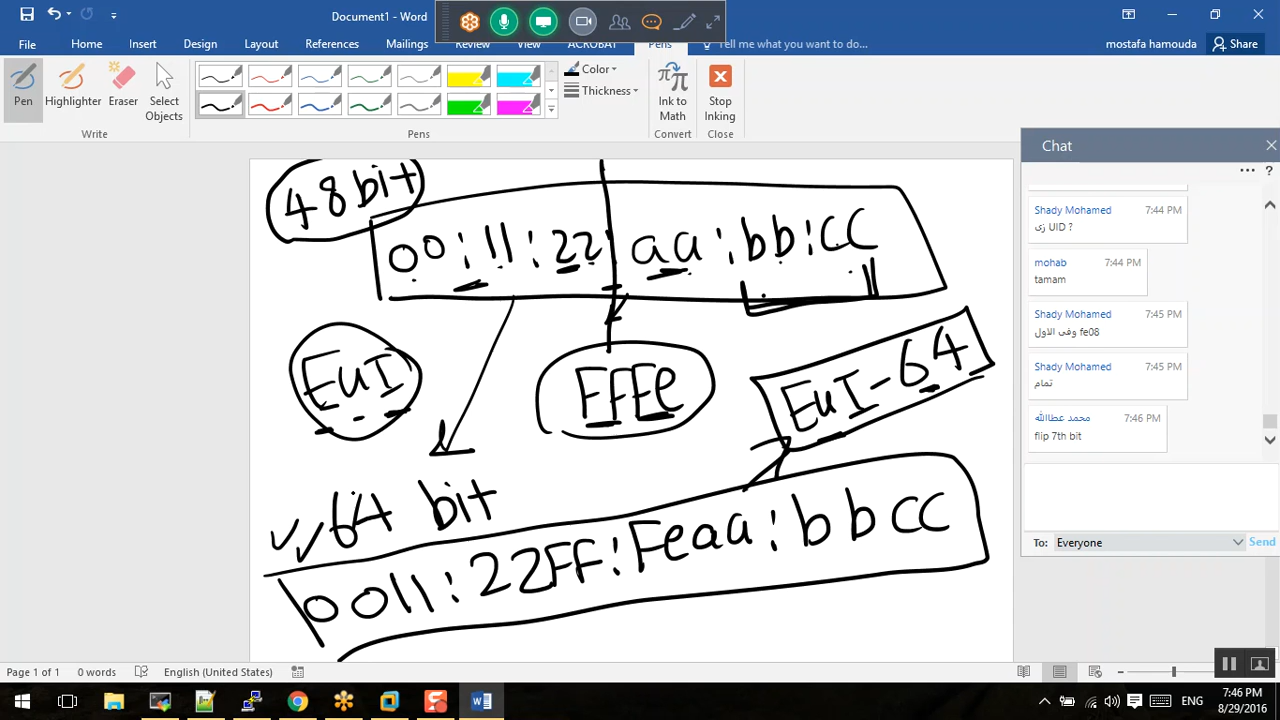 Document1 - Word
File
Home
Insert
Design
Layout
References
Mailings
Review
View
ACROBAT
Pens
Tell me what you want to do...
mostafa hamouda
Share
Pen
Highlighter
Eraser
Select Objects
Write
Pens
Color
Thickness
Ink to Math
Convert
Stop Inking
Close
48 bit
00:11:22:aa:bb:cc
EuI
FFFe
EuI-64
64 bit
0011:22FF:Feaa:bbcc
Chat
Shady Mohamed 7:44 PM
زى UID ?
mohab 7:44 PM
tamam
Shady Mohamed 7:45 PM
وفى الاول fe08
Shady Mohamed 7:45 PM
تمام
محمد عطاالله 7:46 PM
flip 7th bit
To: Everyone
Send
Page 1 of 1
0 words
English (United States)
ENG
7:46 PM
8/29/2016